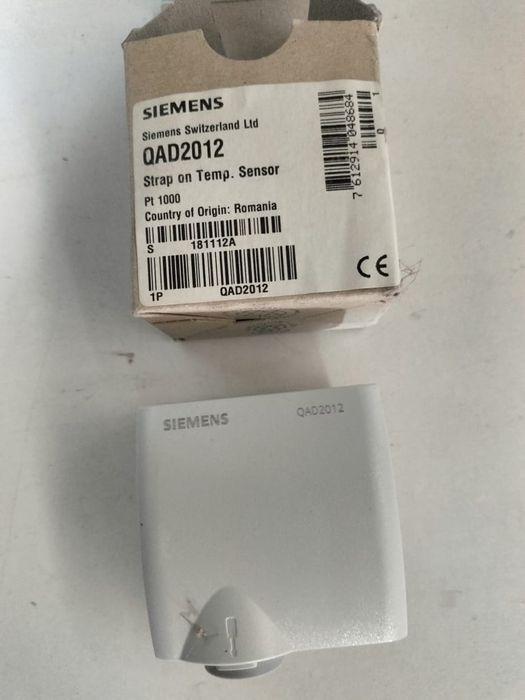 SIEMENS
Siemens Switzerland Ltd
QAD2012
Strap on Temp. Sensor
Pt 1000
Country of Origin: Romania
S 181112A
1P QAD2012
7 612914 048684
1
Q
CE
SIEMENS QAD2012